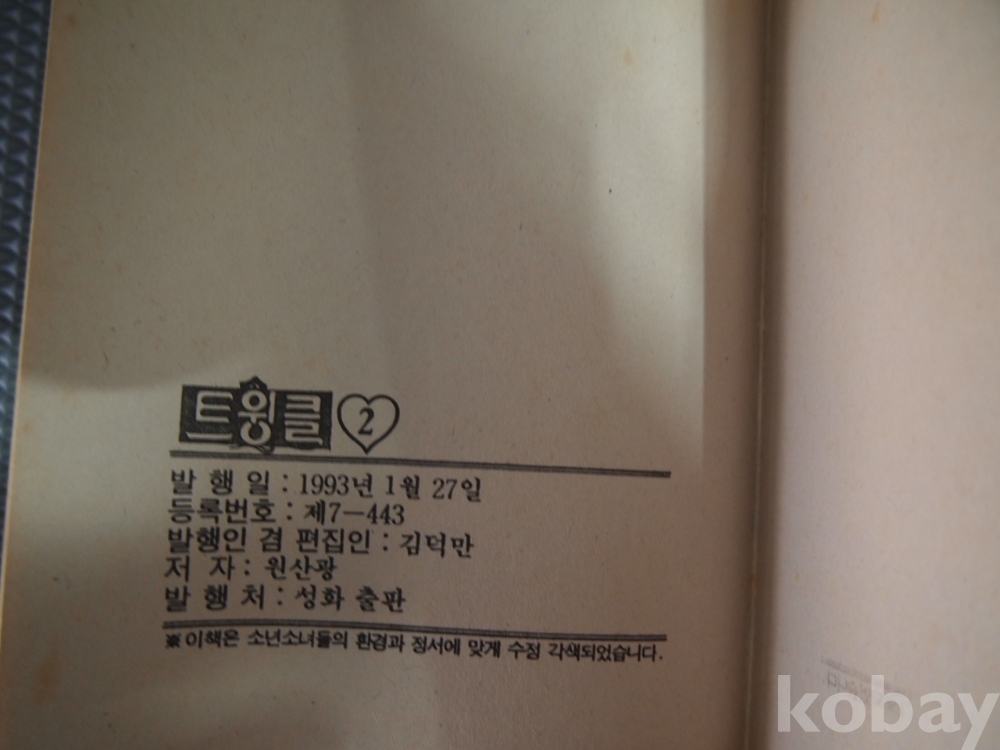 트윙클 2
발 행 일 : 1993년 1월 27일
등록번호 : 제7-443
발행인 겸 편집인 : 김덕만
저 자 : 원산광
발 행 처 : 성화 출판
※ 이책은 소년소녀들의 환경과 정서에 맞게 수정 각색되었습니다.
kobay